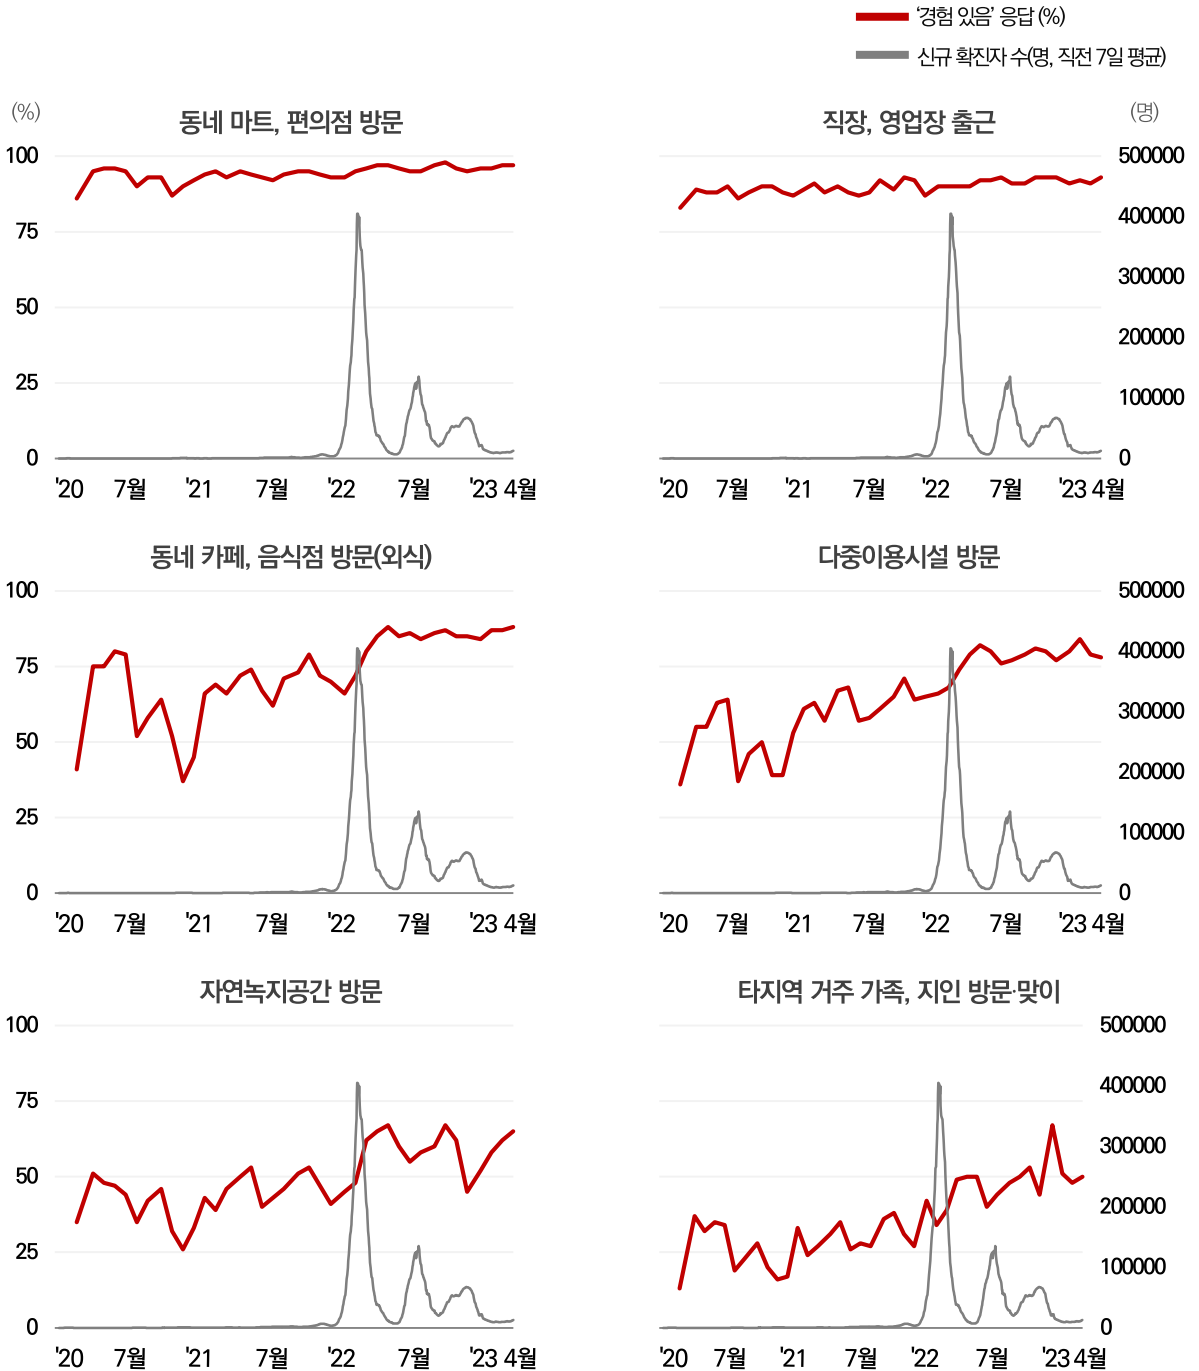 ‘경험 있음’ 응답 (%)
신규 확진자 수(명, 직전 7일 평균)
(%)
동네 마트, 편의점 방문
100
75
50
25
0
'20 7월 '21 7월 '22 7월 '23 4월
직장, 영업장 출근
(명)
500000
400000
300000
200000
100000
0
'20 7월 '21 7월 '22 7월 '23 4월
동네 카페, 음식점 방문(외식)
100
75
50
25
0
'20 7월 '21 7월 '22 7월 '23 4월
다중이용시설 방문
500000
400000
300000
200000
100000
0
'20 7월 '21 7월 '22 7월 '23 4월
자연녹지공간 방문
100
75
50
25
0
'20 7월 '21 7월 '22 7월 '23 4월
타지역 거주 가족, 지인 방문·맞이
500000
400000
300000
200000
100000
0
'20 7월 '21 7월 '22 7월 '23 4월